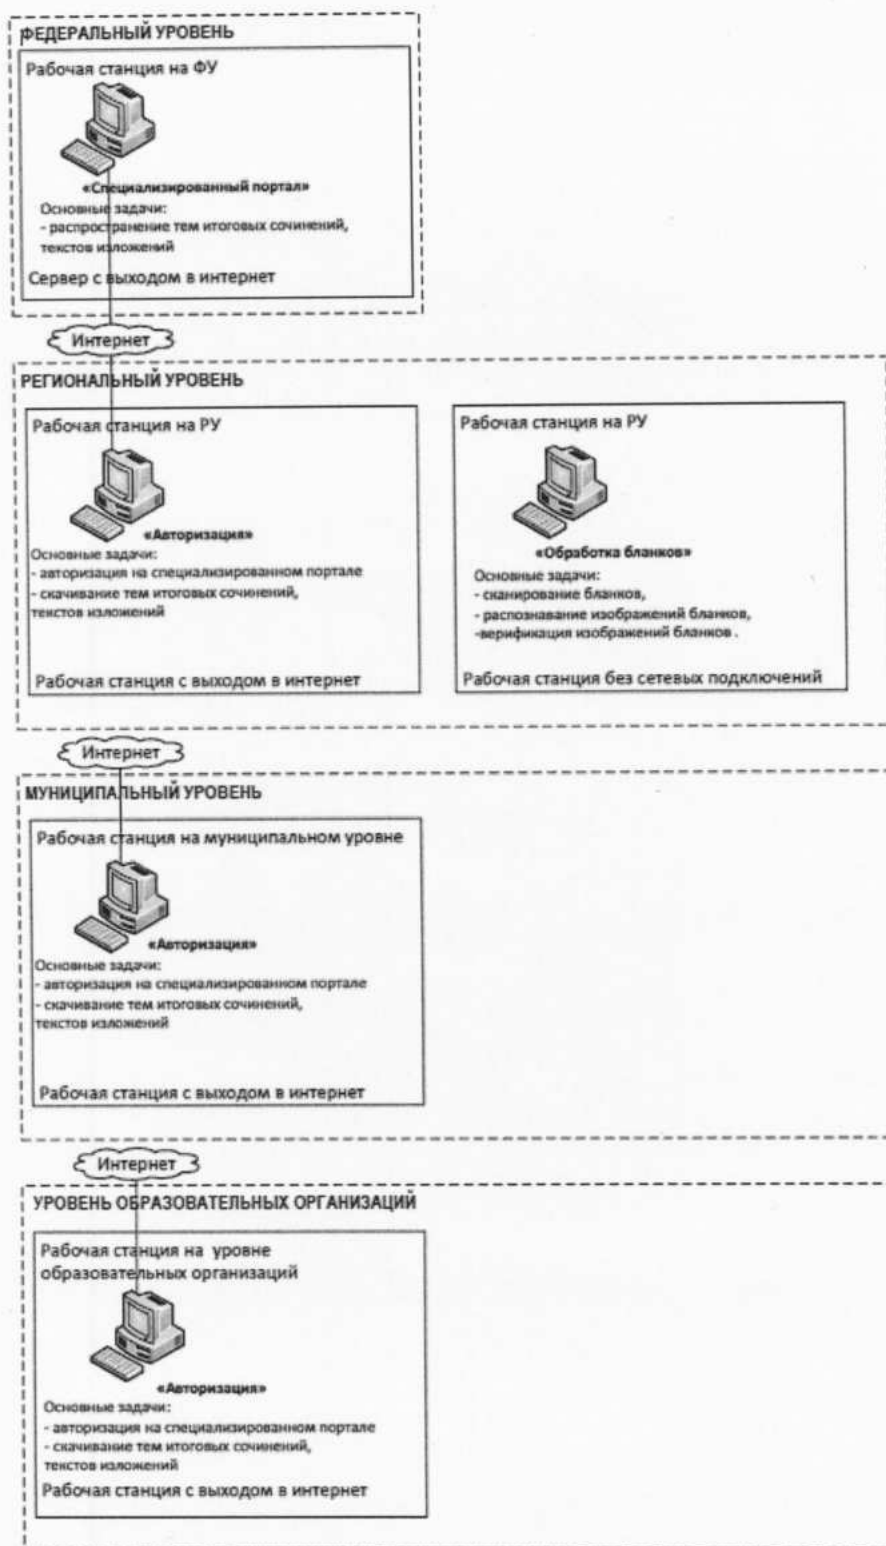 ФЕДЕРАЛЬНЫЙ УРОВЕНЬ
Рабочая станция на ФУ
«Специализированный портал»
Основные задачи:
- распространение тем итоговых сочинений,
текстов изложений
Сервер с выходом в интернет
Интернет
РЕГИОНАЛЬНЫЙ УРОВЕНЬ
Рабочая станция на РУ
«Авторизация»
Основные задачи:
- авторизация на специализированном портале
- скачивание тем итоговых сочинений,
текстов изложений
Рабочая станция с выходом в интернет
Рабочая станция на РУ
«Обработка бланков»
Основные задачи:
- сканирование бланков,
- распознавание изображений бланков,
-верификация изображений бланков .
Рабочая станция без сетевых подключений
Интернет
МУНИЦИПАЛЬНЫЙ УРОВЕНЬ
Рабочая станция на муниципальном уровне
«Авторизация»
Основные задачи:
- авторизация на специализированном портале
- скачивание тем итоговых сочинений,
текстов изложений
Рабочая станция с выходом в интернет
Интернет
УРОВЕНЬ ОБРАЗОВАТЕЛЬНЫХ ОРГАНИЗАЦИЙ
Рабочая станция на уровне
образовательных организаций
«Авторизация»
Основные задачи:
- авторизация на специализированном портале
- скачивание тем итоговых сочинений,
текстов изложений
Рабочая станция с выходом в интернет